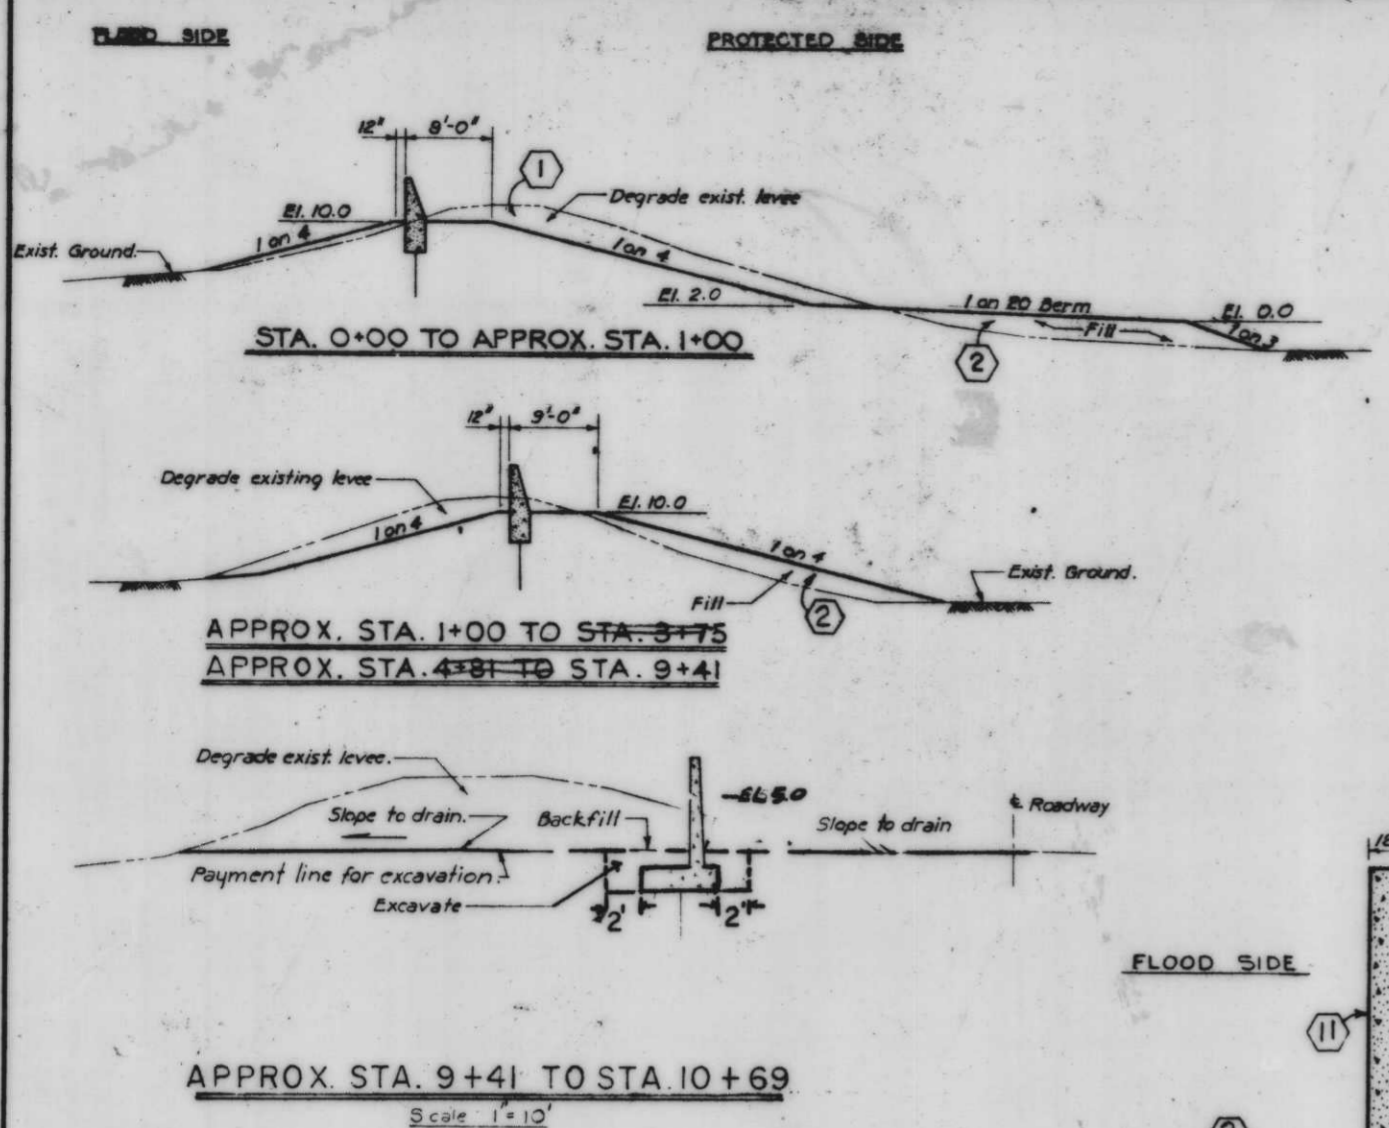 FLOOD SIDE
PROTECTED SIDE
12" 9'-0"
1
Degrade exist. levee
El. 10.0
1 on 4
1 on 4
Exist. Ground.
El. 2.0
1 on 20 Berm
El. 0.0
Fill
1 on 3
STA. 0+00 TO APPROX. STA. 1+00
2
12" 9'-0"
Degrade existing levee
El. 10.0
1 on 4
1 on 4
Exist. Ground.
Fill
2
APPROX. STA. 1+00 TO STA. 3+75
APPROX. STA. 4+81 TO STA. 9+41
Degrade exist. levee.
El. 5.0
Roadway
Slope to drain.
Backfill
Slope to drain
Payment line for excavation.
Excavate
2' 2'
18
FLOOD SIDE
11
APPROX. STA. 9+41 TO STA. 10+69
Scale 1"=10'